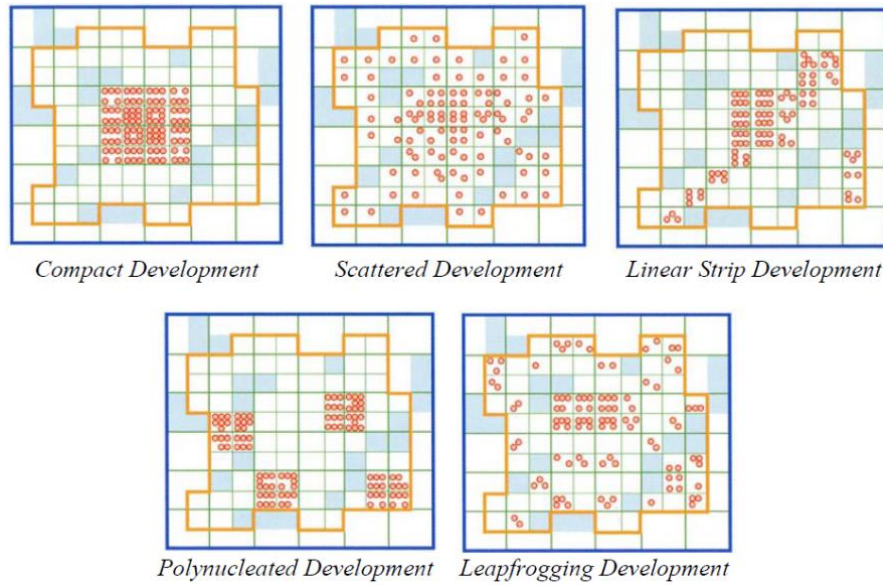 Compact Development
Scattered Development
Linear Strip Development
Polynucleated Development
Leapfrogging Development